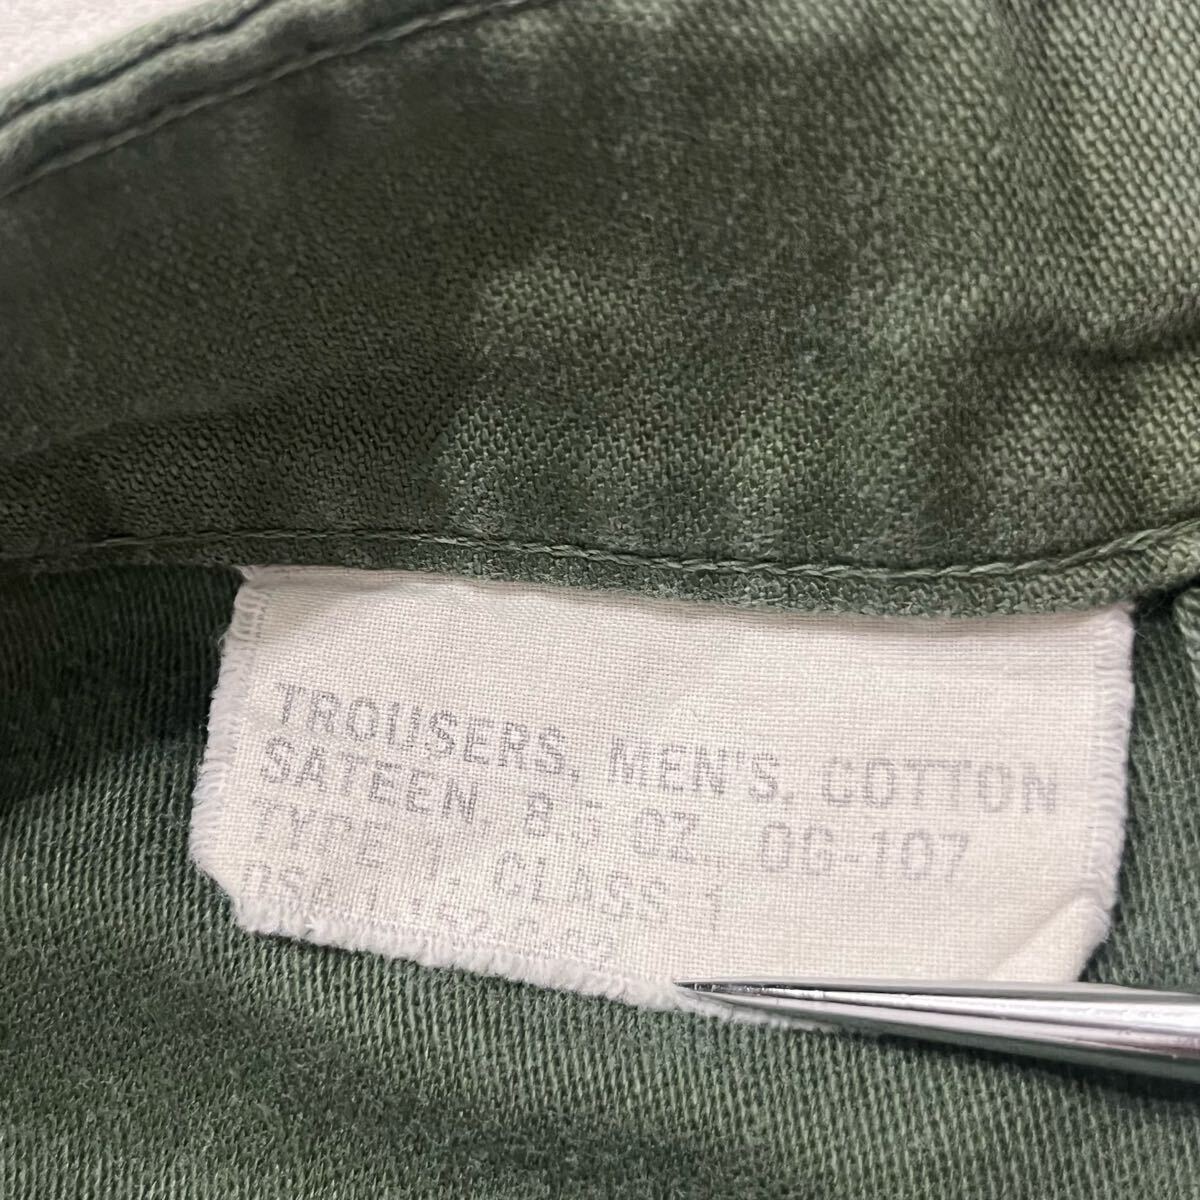 TROUSERS, MEN'S, COTTON
SATEEN, 8.5 OZ., OG-107
TYPE 1, CLASS 1